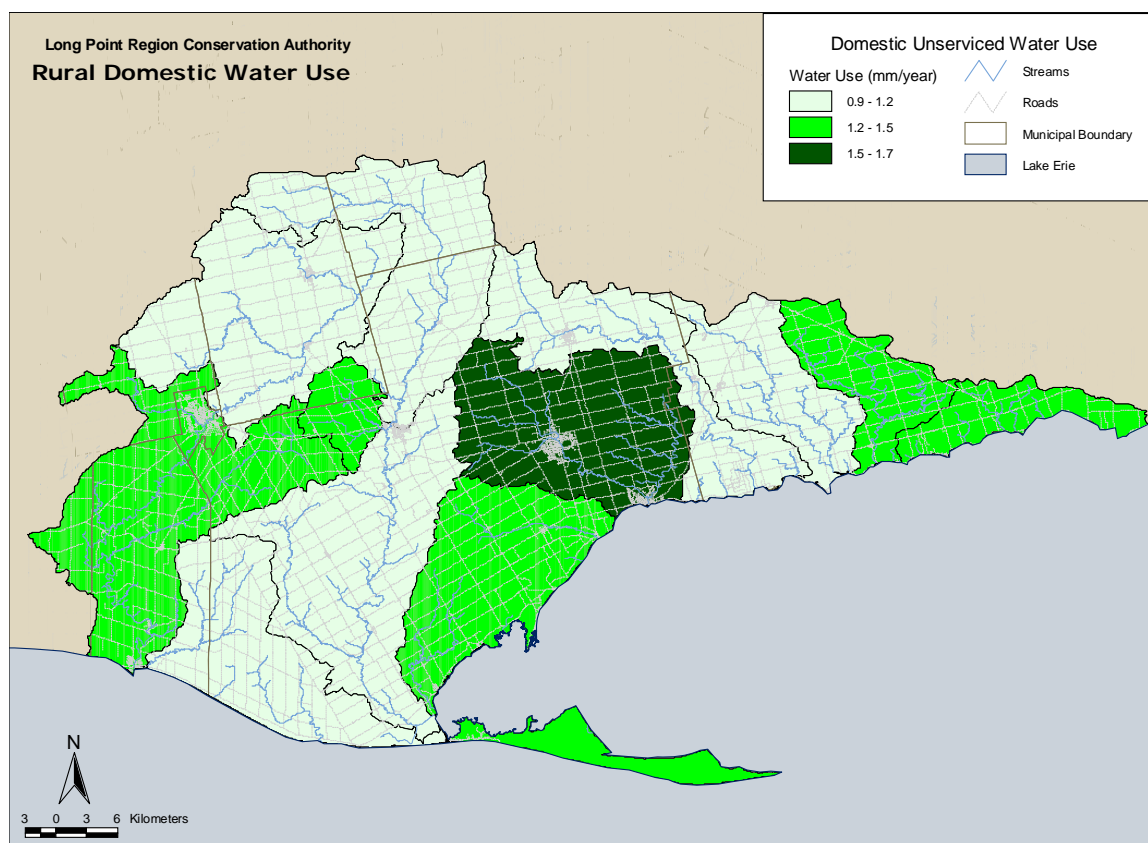 Long Point Region Conservation Authority
Rural Domestic Water Use
Domestic Unserviced Water Use
Water Use (mm/year)
0.9 - 1.2
1.2 - 1.5
1.5 - 1.7
Streams
Roads
Municipal Boundary
Lake Erie
N
3 0 3 6 Kilometers